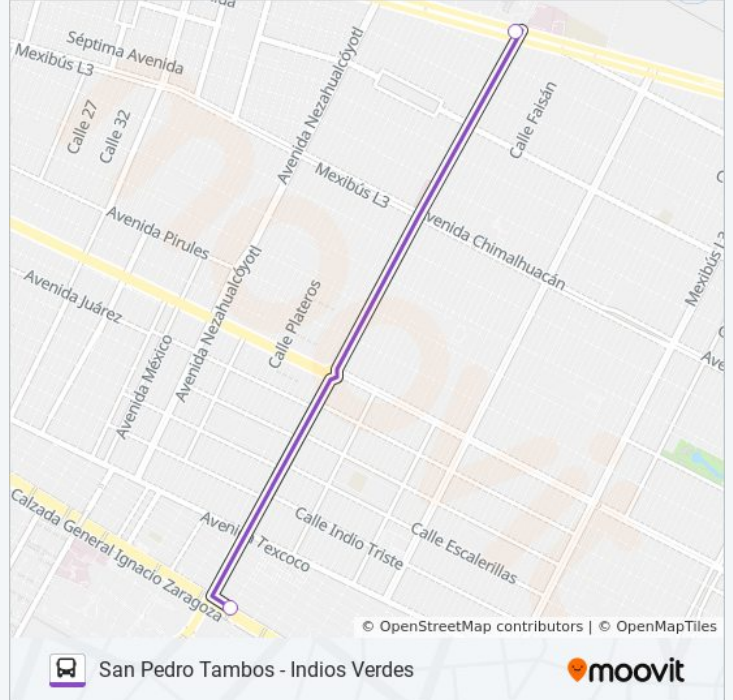 Séptima Avenida
Mexibús L3
Calle 27
Calle 32
Avenida Nezahualcóyotl
Calle Faisán
Mexibús L3
Avenida Pirules
Avenida Chimalhuacán
Mexibús L3
Avenida Juárez
Avenida México
Avenida Nezahualcóyotl
Calle Plateros
Calzada General Ignacio Zaragoza
Avenida Texcoco
Calle Indio Triste
Calle Escalerillas
© OpenStreetMap contributors | © OpenMapTiles
San Pedro Tambos - Indios Verdes
moovit